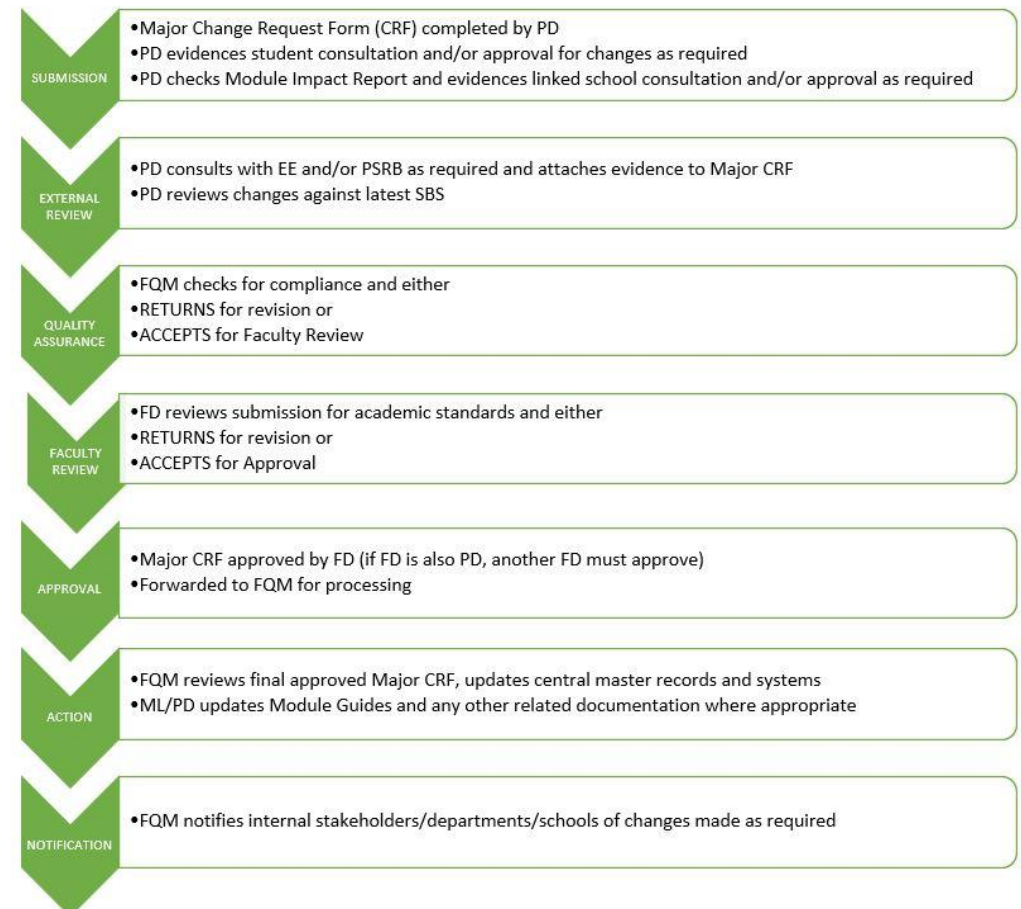 SUBMISSION
•Major Change Request Form (CRF) completed by PD
•PD evidences student consultation and/or approval for changes as required
•PD checks Module Impact Report and evidences linked school consultation and/or approval as required
EXTERNAL
REVIEW
•PD consults with EE and/or PSRB as required and attaches evidence to Major CRF
•PD reviews changes against latest SBS
QUALITY
ASSURANCE
•FQM checks for compliance and either
•RETURNS for revision or
•ACCEPTS for Faculty Review
FACULTY
REVIEW
•FD reviews submission for academic standards and either
•RETURNS for revision or
•ACCEPTS for Approval
APPROVAL
•Major CRF approved by FD (if FD is also PD, another FD must approve)
•Forwarded to FQM for processing
ACTION
•FQM reviews final approved Major CRF, updates central master records and systems
•ML/PD updates Module Guides and any other related documentation where appropriate
NOTIFICATION
•FQM notifies internal stakeholders/departments/schools of changes made as required